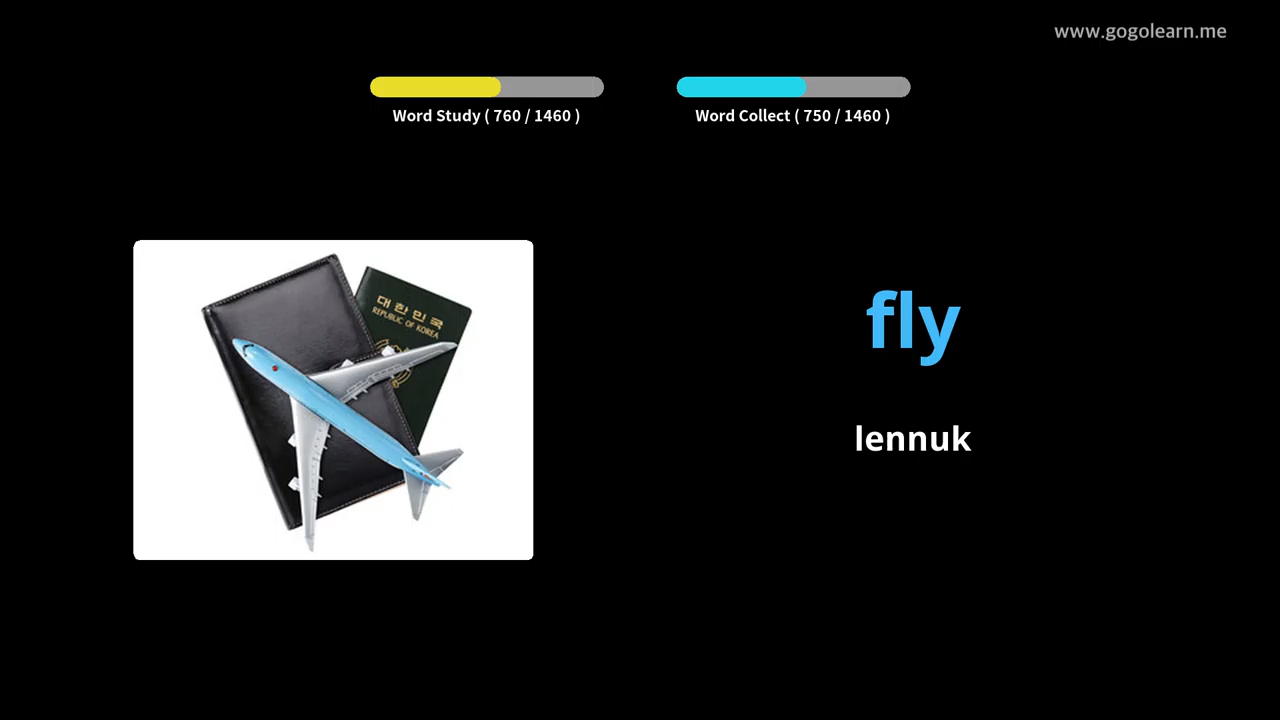 www.gogolearn.me
Word Study ( 760 / 1460 )
Word Collect ( 750 / 1460 )
대한민국
REPUBLIC OF KOREA
fly
lennuk